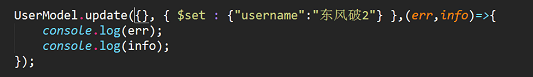 UserModel.update({}, { $set : {"username":"东风破2"} },(err,info)=>{
    console.log(err);
    console.log(info);
});